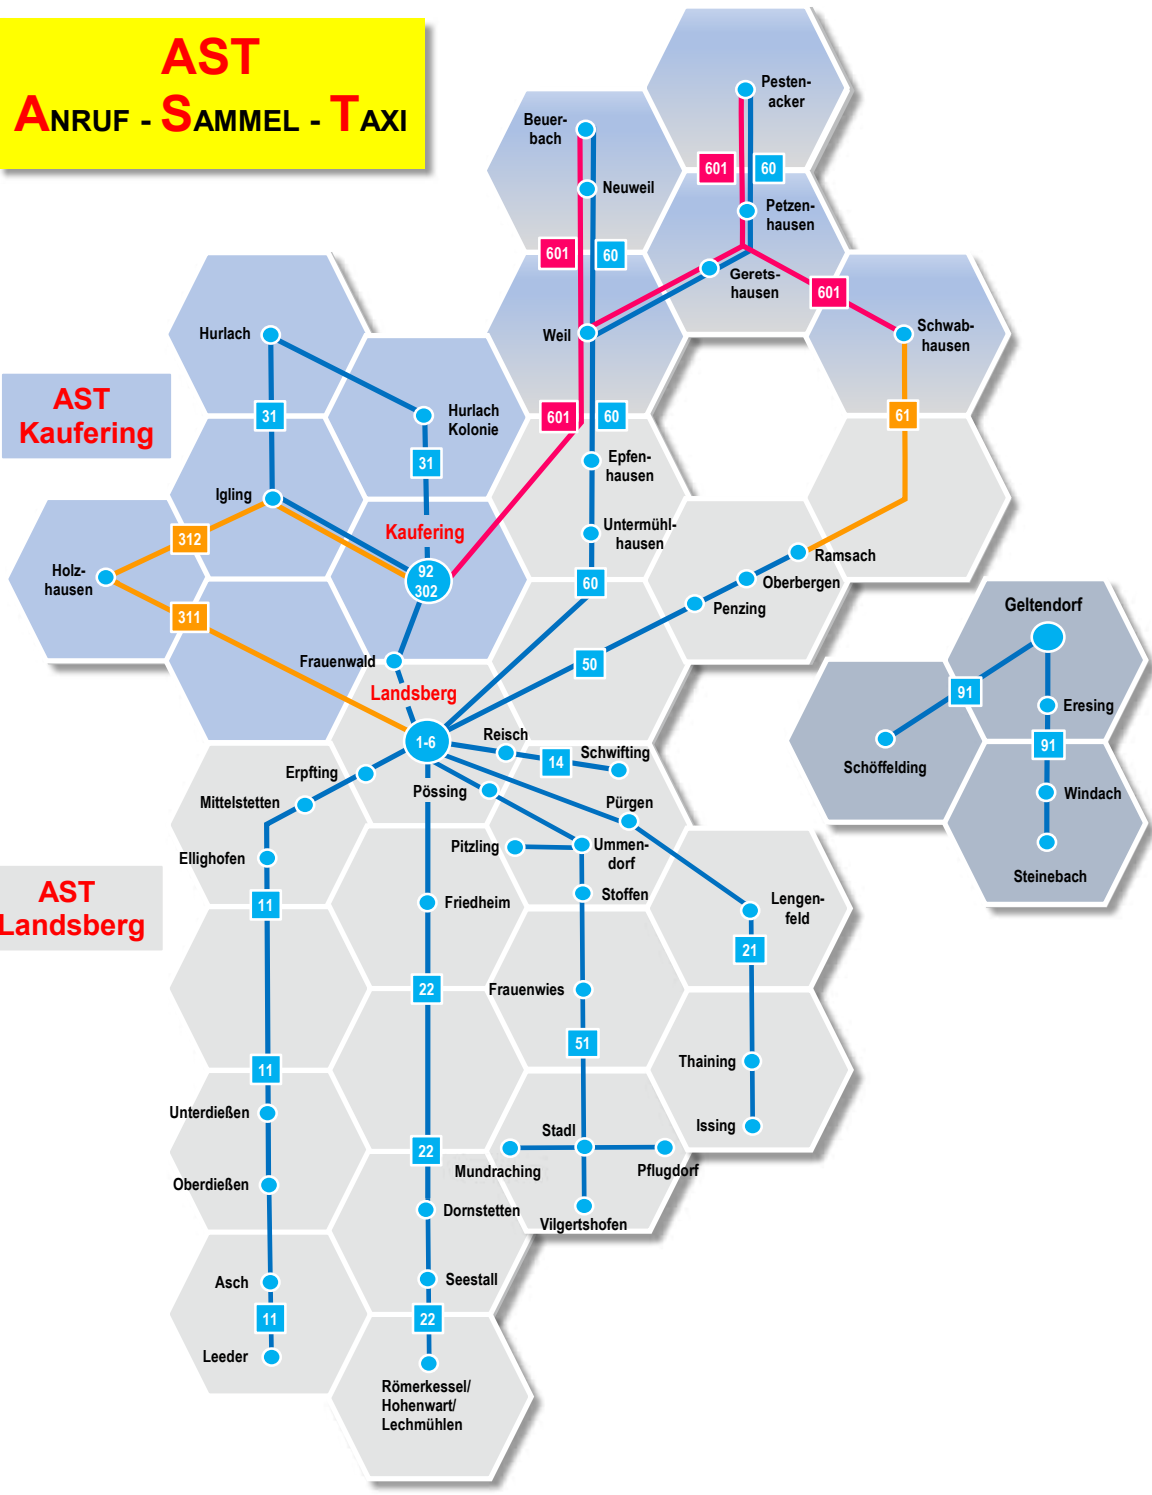 AST
ANRUF - SAMMEL - TAXI
Pesten-
acker
Beuer-
bach
601
60
Neuweil
Petzen-
hausen
601
60
Gerets-
hausen
601
Hurlach
Weil
Schwab-
hausen
AST
Kaufering
31
Hurlach
Kolonie
601
60
61
31
Epfen-
hausen
Igling
Kaufering
Untermühl-
hausen
312
Ramsach
Holz-
hausen
92
302
60
Oberbergen
Penzing
Geltendorf
311
Frauenwald
50
Landsberg
91
Eresing
1-6
Reisch
14
Schwifting
91
Schöffelding
Erpfting
Pössing
Mittelstetten
Pürgen
Windach
Pitzling
Ummen-
dorf
Ellighofen
Steinebach
AST
Landsberg
11
Friedheim
Stoffen
Lengen-
feld
21
22
Frauenwies
51
11
Thaining
Unterdießen
Issing
22
Stadl
Mundraching
Pflugdorf
Oberdießen
Dornstetten
Vilgertshofen
Asch
Seestall
11
22
Leeder
Römerkessel/
Hohenwart/
Lechmühlen